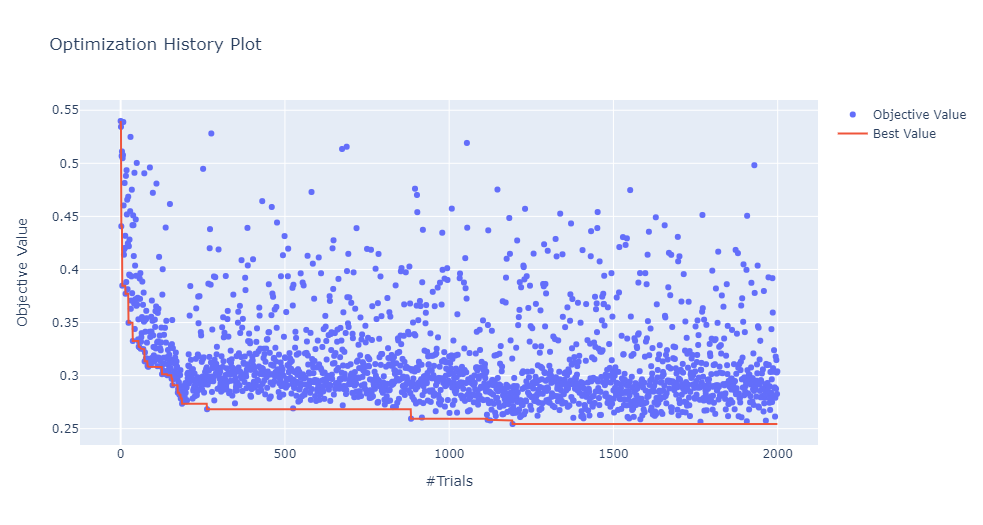 Optimization History Plot
Objective Value
0.55
0.5
0.45
0.4
0.35
0.3
0.25
0
500
1000
1500
2000
#Trials
Objective Value
Best Value